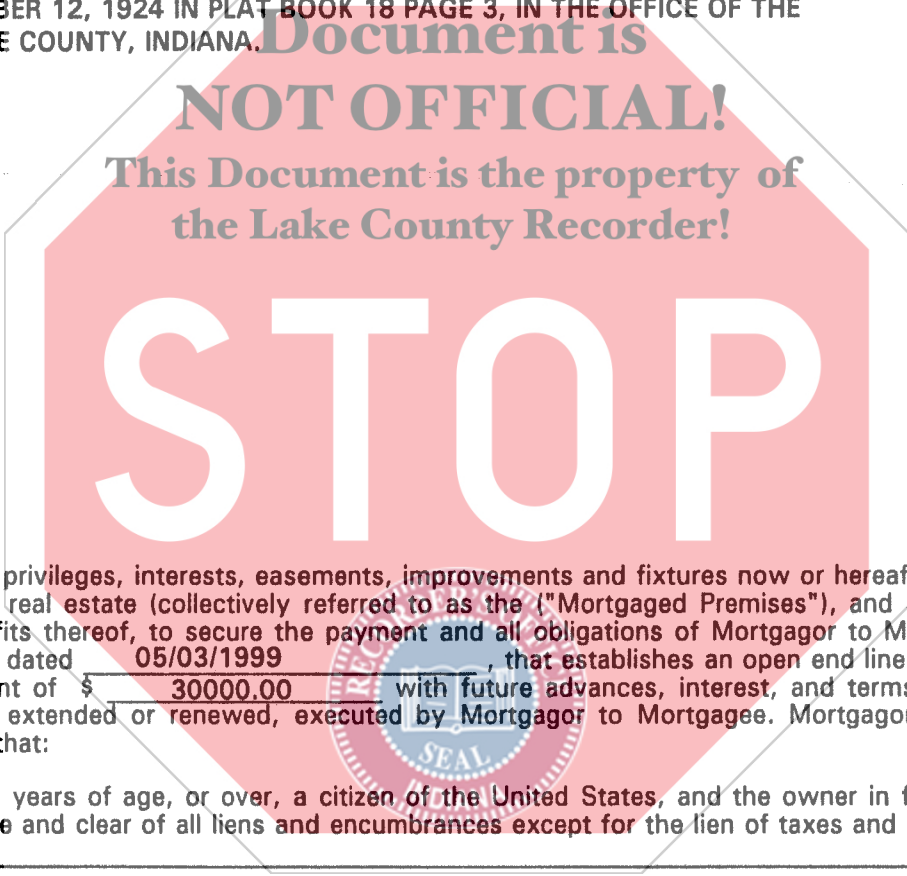 BER 12, 1924 IN PLAT BOOK 18 PAGE 3, IN THE OFFICE OF THE
E COUNTY, INDIANA.
Document is
NOT OFFICIAL!
This Document is the property of
the Lake County Recorder!
STOP
privileges, interests, easements, improvements and fixtures now or hereaf
real estate (collectively referred to as the ("Mortgaged Premises"), and
fits thereof, to secure the payment and all obligations of Mortgagor to M
dated 05/03/1999 , that establishes an open end line
nt of $ 30000.00 with future advances, interest, and terms
extended or renewed, executed by Mortgagor to Mortgagee. Mortgagor
that:
years of age, or over, a citizen of the United States, and the owner in f
e and clear of all liens and encumbrances except for the lien of taxes and
RECORDER'S OFFICE
SEAL
INDIANA